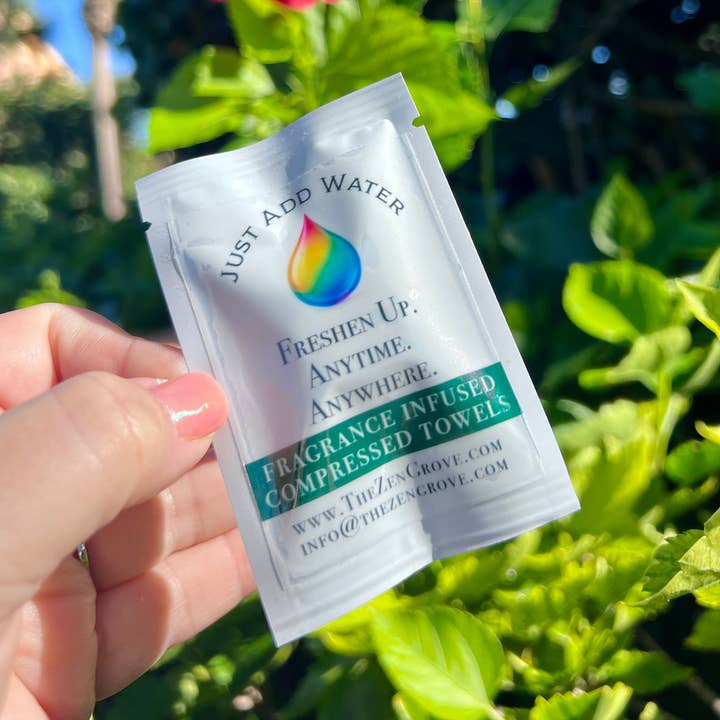 Just Add Water
Freshen Up.
Anytime.
Anywhere.
Fragrance Infused
Compressed Towels
www.TheZenGrove.com
info@thezengrove.com